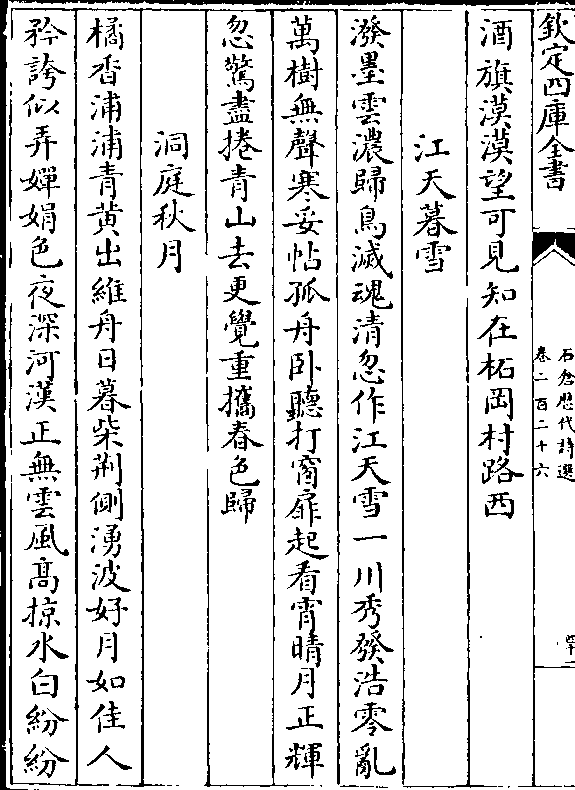 欽定四庫全書
石倉歷代詩選
卷二百二十六
酒旗漠漠望可見知在柘岡村路西
江天暮雪
潑墨雲濃歸鳥滅魂清忽作江天雪一川秀發浩零亂
萬樹無聲寒妥帖孤舟卧聽打窗扉起看宵晴月正輝
忽驚盡捲青山去更覺重攜春色歸
洞庭秋月
橘香浦浦青黄出維舟日暮柴荆側湧波好月如佳人
矜誇似弄嬋娟色夜深河漢正無雲風髙掠水白紛紛